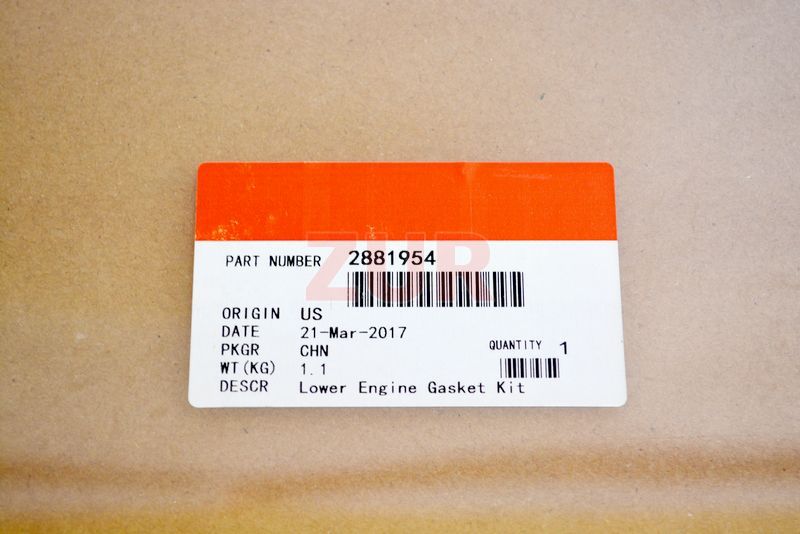 ZUR
PART NUMBER 2881954
ORIGIN US
DATE 21-Mar-2017
PKGR CHN
QUANTITY 1
WT(KG) 1.1
DESCR Lower Engine Gasket Kit